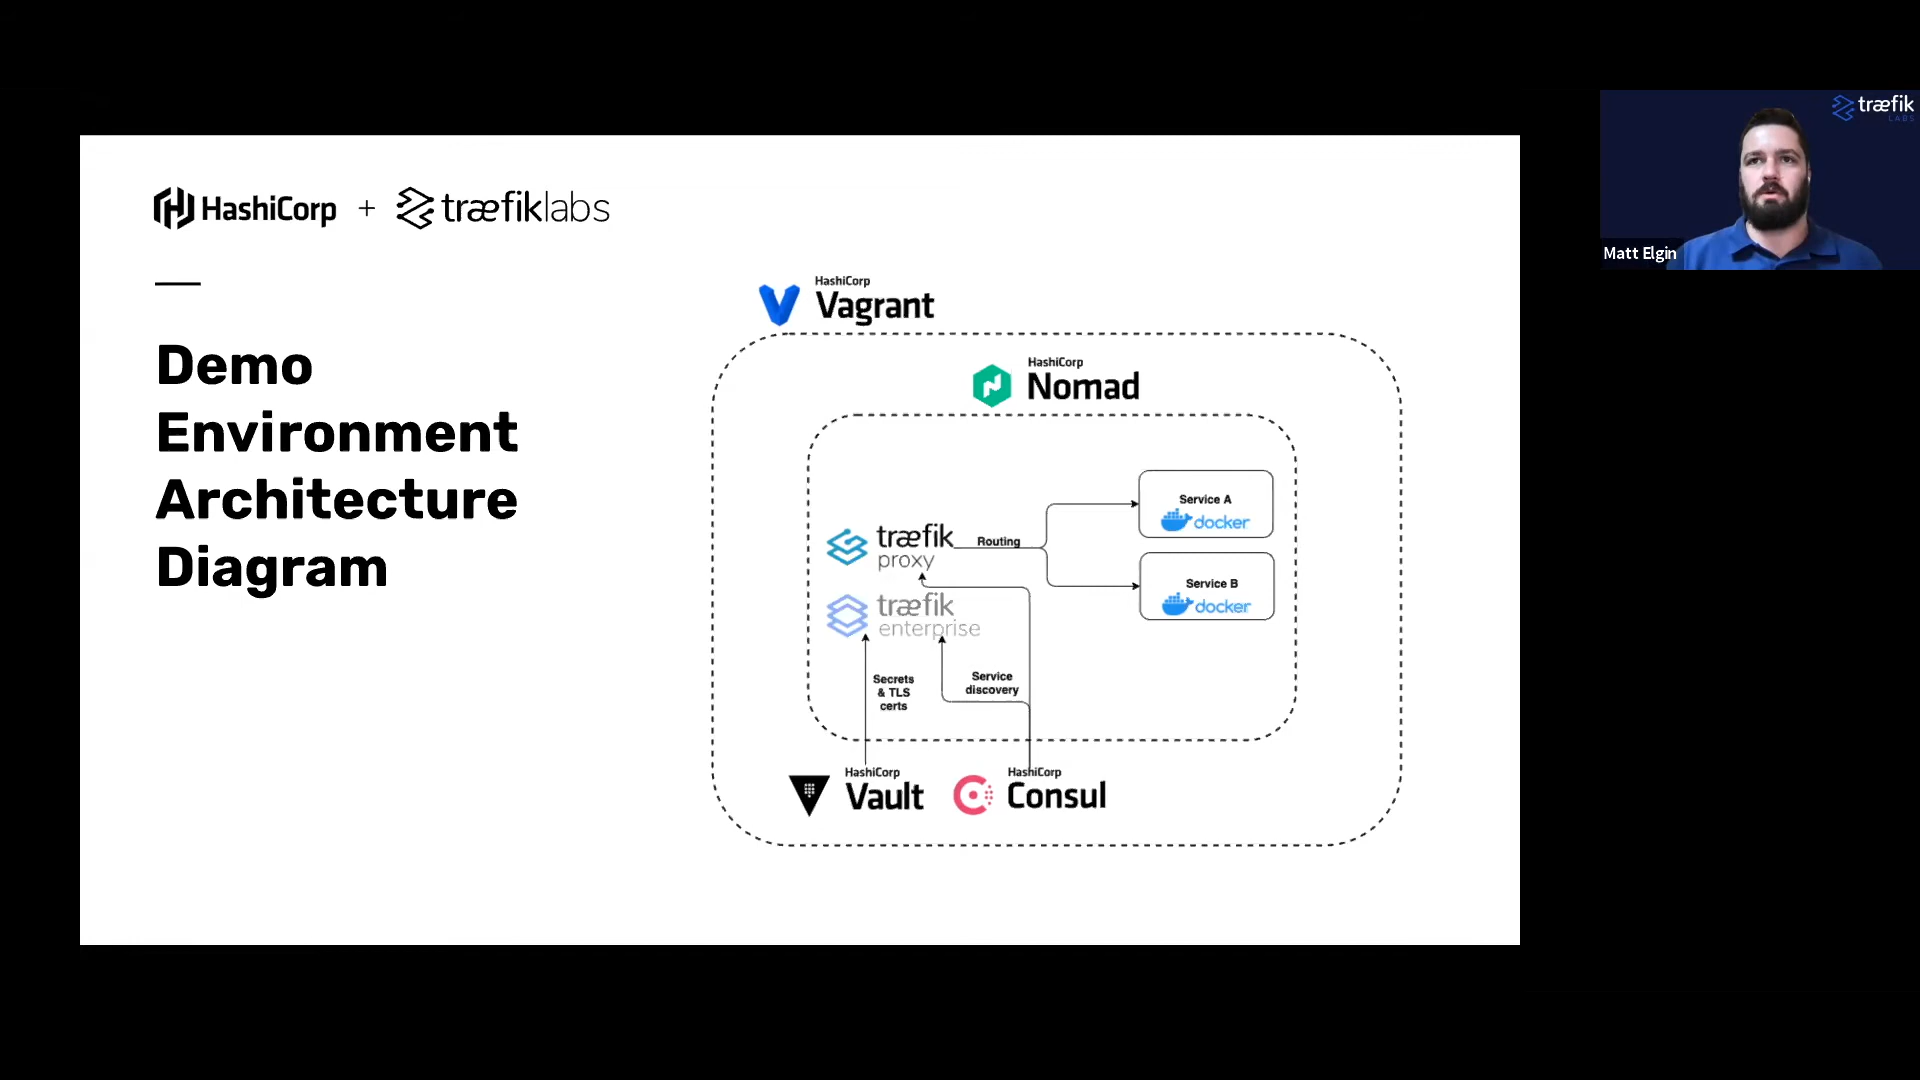 HashiCorp + træfiklabs
Demo
Environment
Architecture
Diagram
HashiCorp
Vagrant
HashiCorp
Nomad
Service A
docker
træfik
proxy
Routing
Service B
docker
træfik
enterprise
Secrets
& TLS
certs
Service
discovery
HashiCorp
Vault
HashiCorp
Consul
træfik
LABS
Matt Elgin